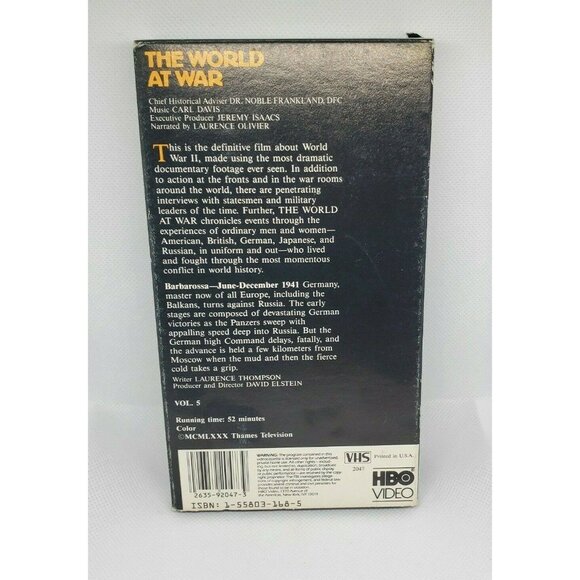 THE WORLD
AT WAR
Chief Historical Adviser DR. NOBLE FRANKLAND, DFC
Music CARL DAVIS
Executive Producer JEREMY ISAACS
Narrated by LAURENCE OLIVIER
This is the definitive film about World
War II, made using the most dramatic
documentary footage ever seen. In addition
to action at the fronts and in the war rooms
around the world, there are penetrating
interviews with statesmen and military
leaders of the time. Further, THE WORLD
AT WAR chronicles events through the
experiences of ordinary men and women—
American, British, German, Japanese, and
Russian, in uniform and out—who lived
and fought through the most momentous
conflict in world history.
Barbarossa—June-December 1941 Germany,
master now of all Europe, including the
Balkans, turns against Russia. The early
stages are composed of devastating German
victories as the Panzers sweep with
appalling speed deep into Russia. But the
German high Command delays, fatally, and
the advance is held a few kilometers from
Moscow when the mud and then the fierce
cold takes a grip.
Writer LAURENCE THOMPSON
Producer and Director DAVID ELSTEIN
VOL. 5
Running time: 52 minutes
Color
©MCMLXXX Thames Television
2635-92047-3
ISBN: 1-55803-168-5
WARNING: The program contained in this
VHS
Printed in U.S.A.
2047
HBO
VIDEO